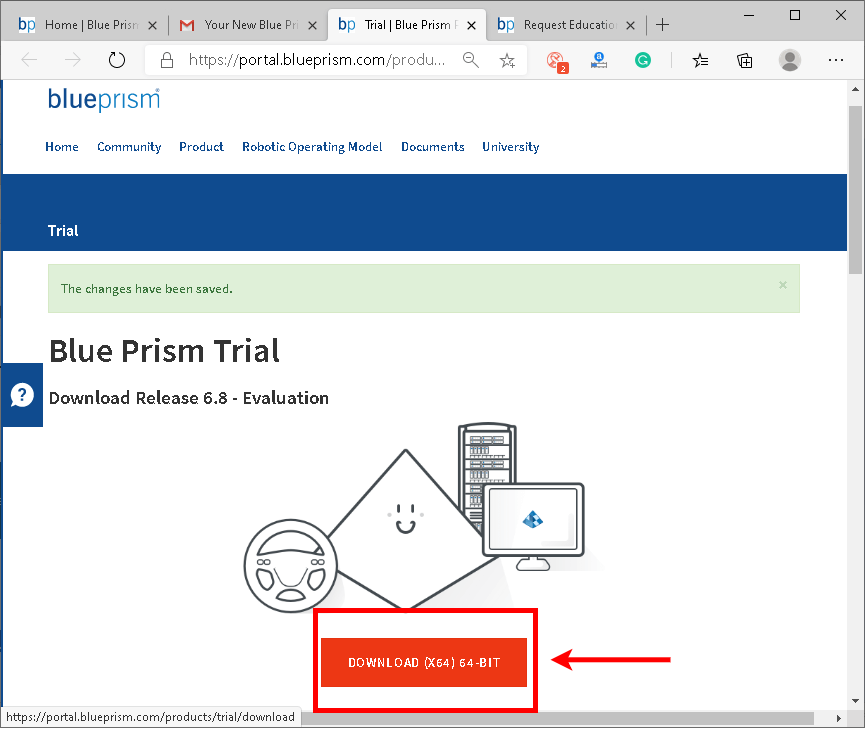 Home | Blue Prism
Your New Blue Pri
Trial | Blue Prism P
Request Educatio
https://portal.blueprism.com/produ...
2
blueprism
Home Community Product Robotic Operating Model Documents University
Trial
The changes have been saved.
Blue Prism Trial
Download Release 6.8 - Evaluation
DOWNLOAD (X64) 64-BIT
https://portal.blueprism.com/products/trial/download